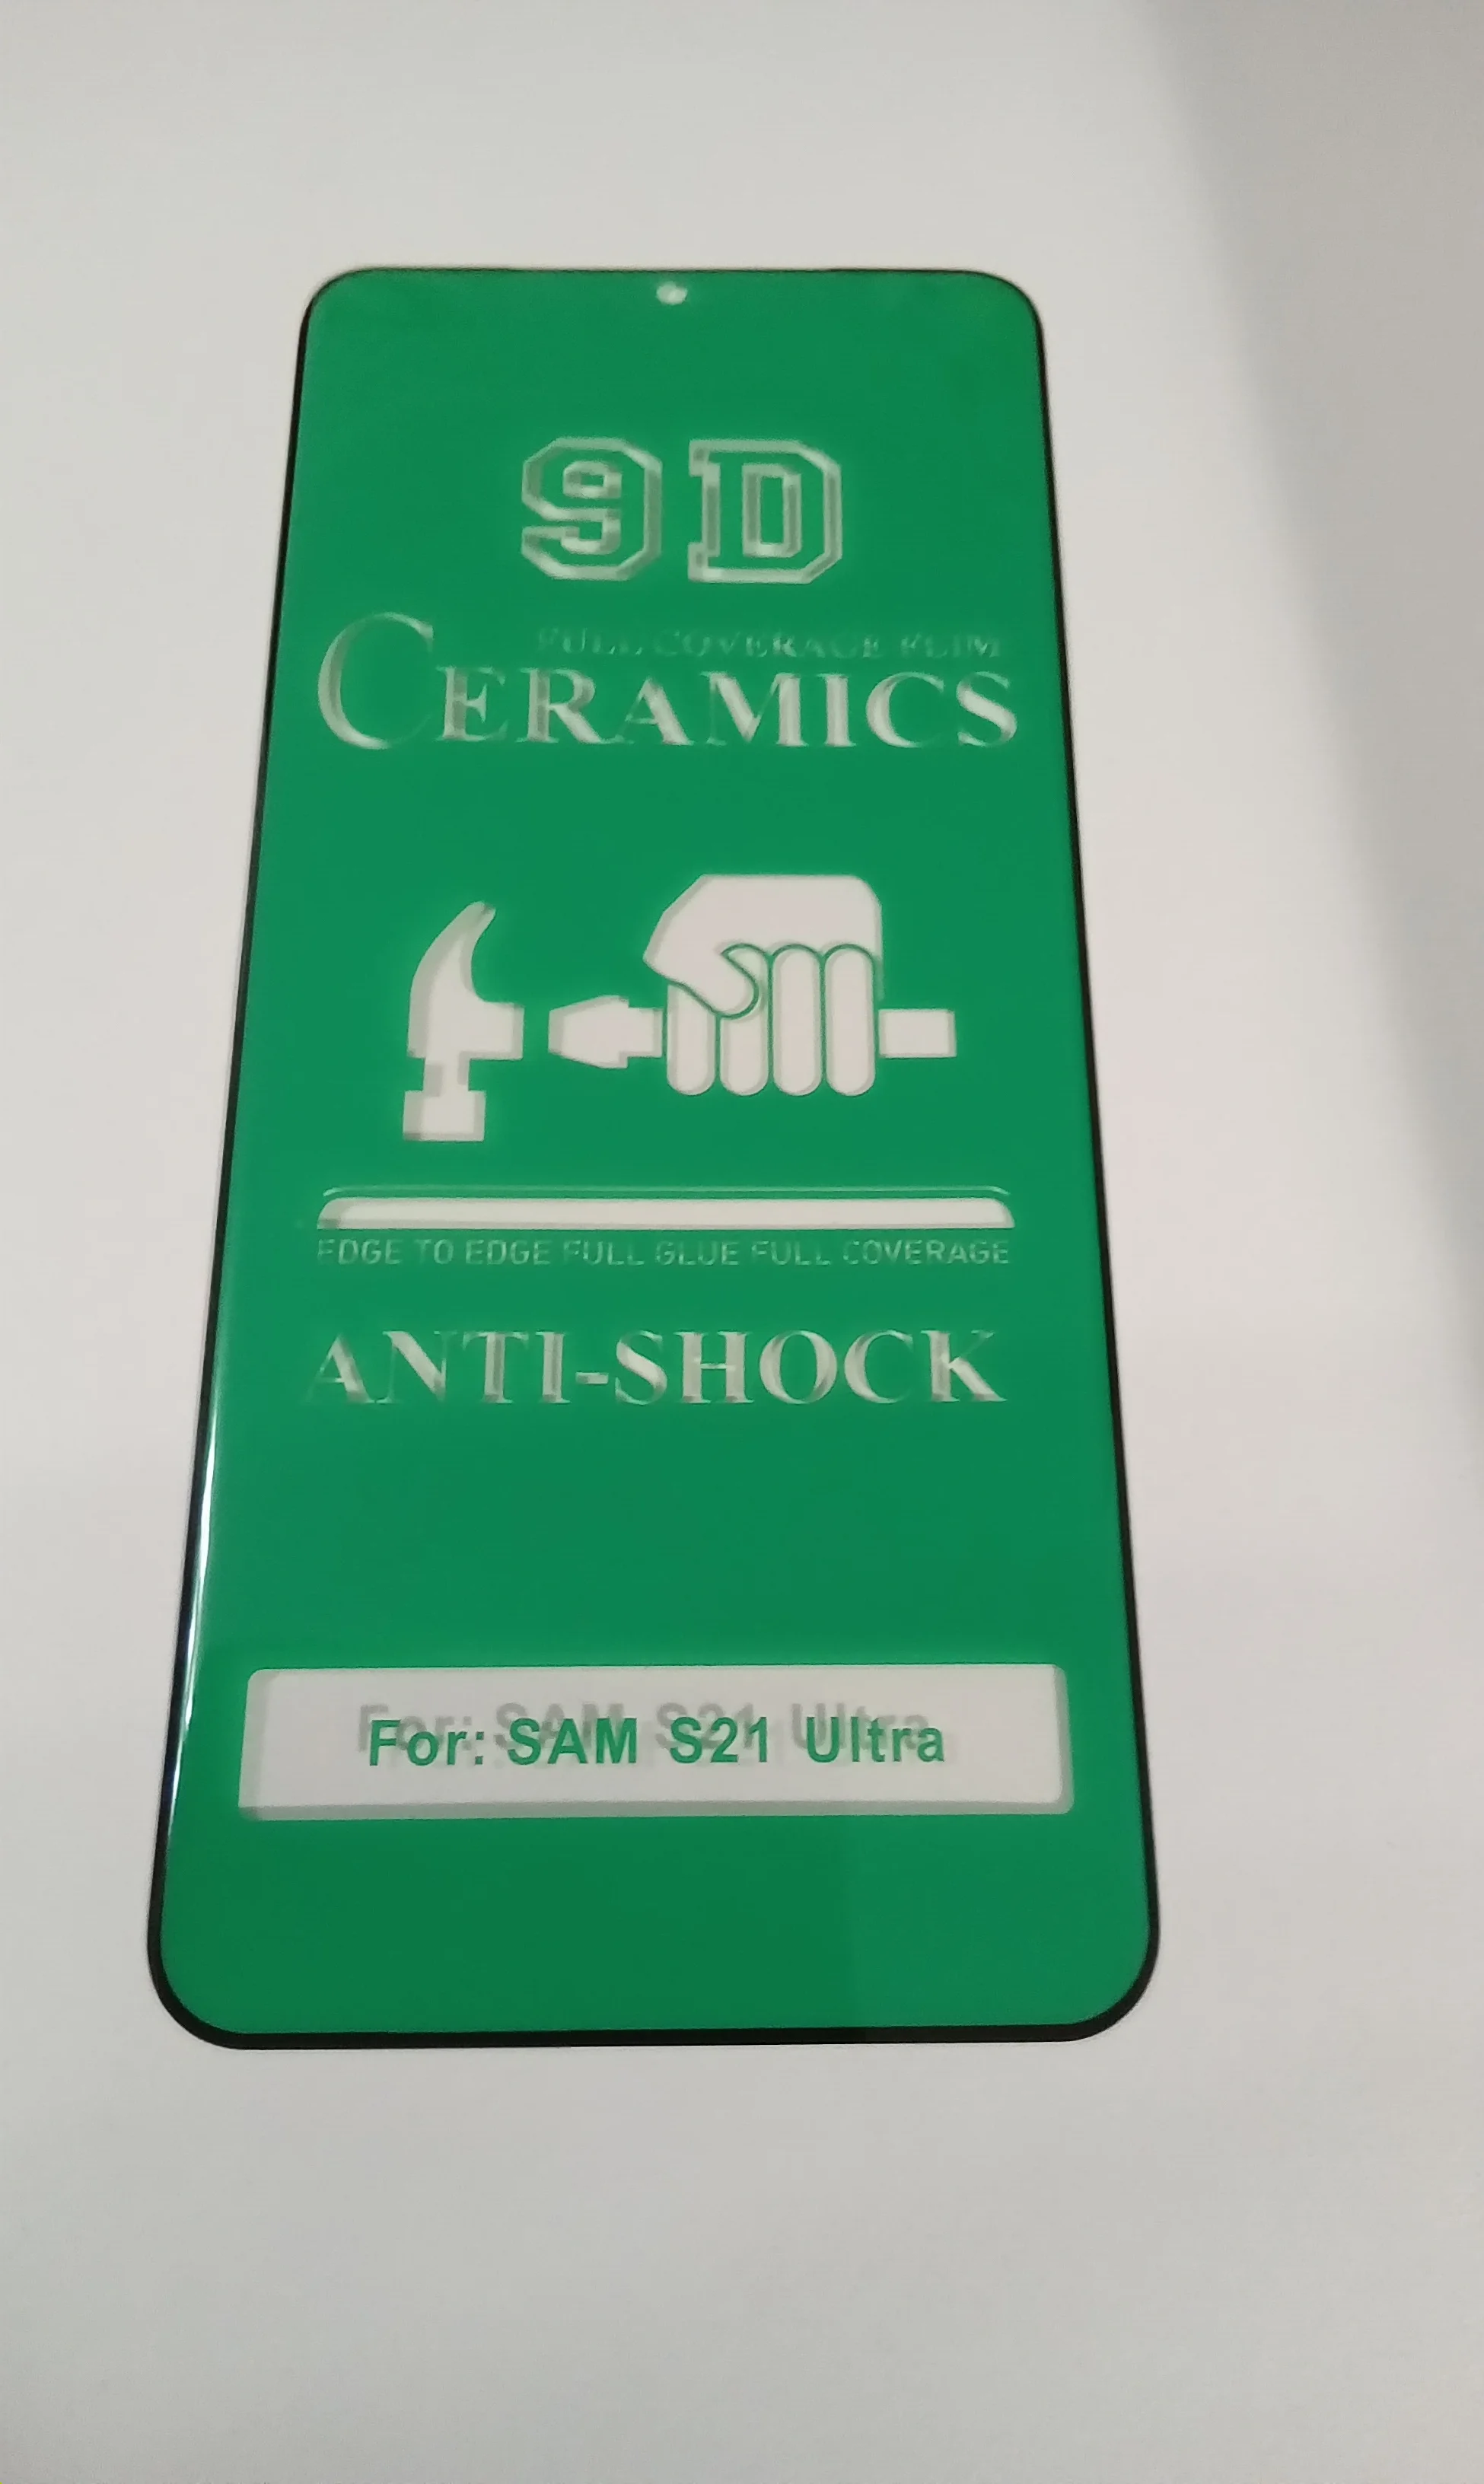 9D
FULL COVERAGE FLIM
CERAMICS
EDGE TO EDGE FULL GLUE FULL COVERAGE
ANTI-SHOCK
For: SAM S21 Ultra